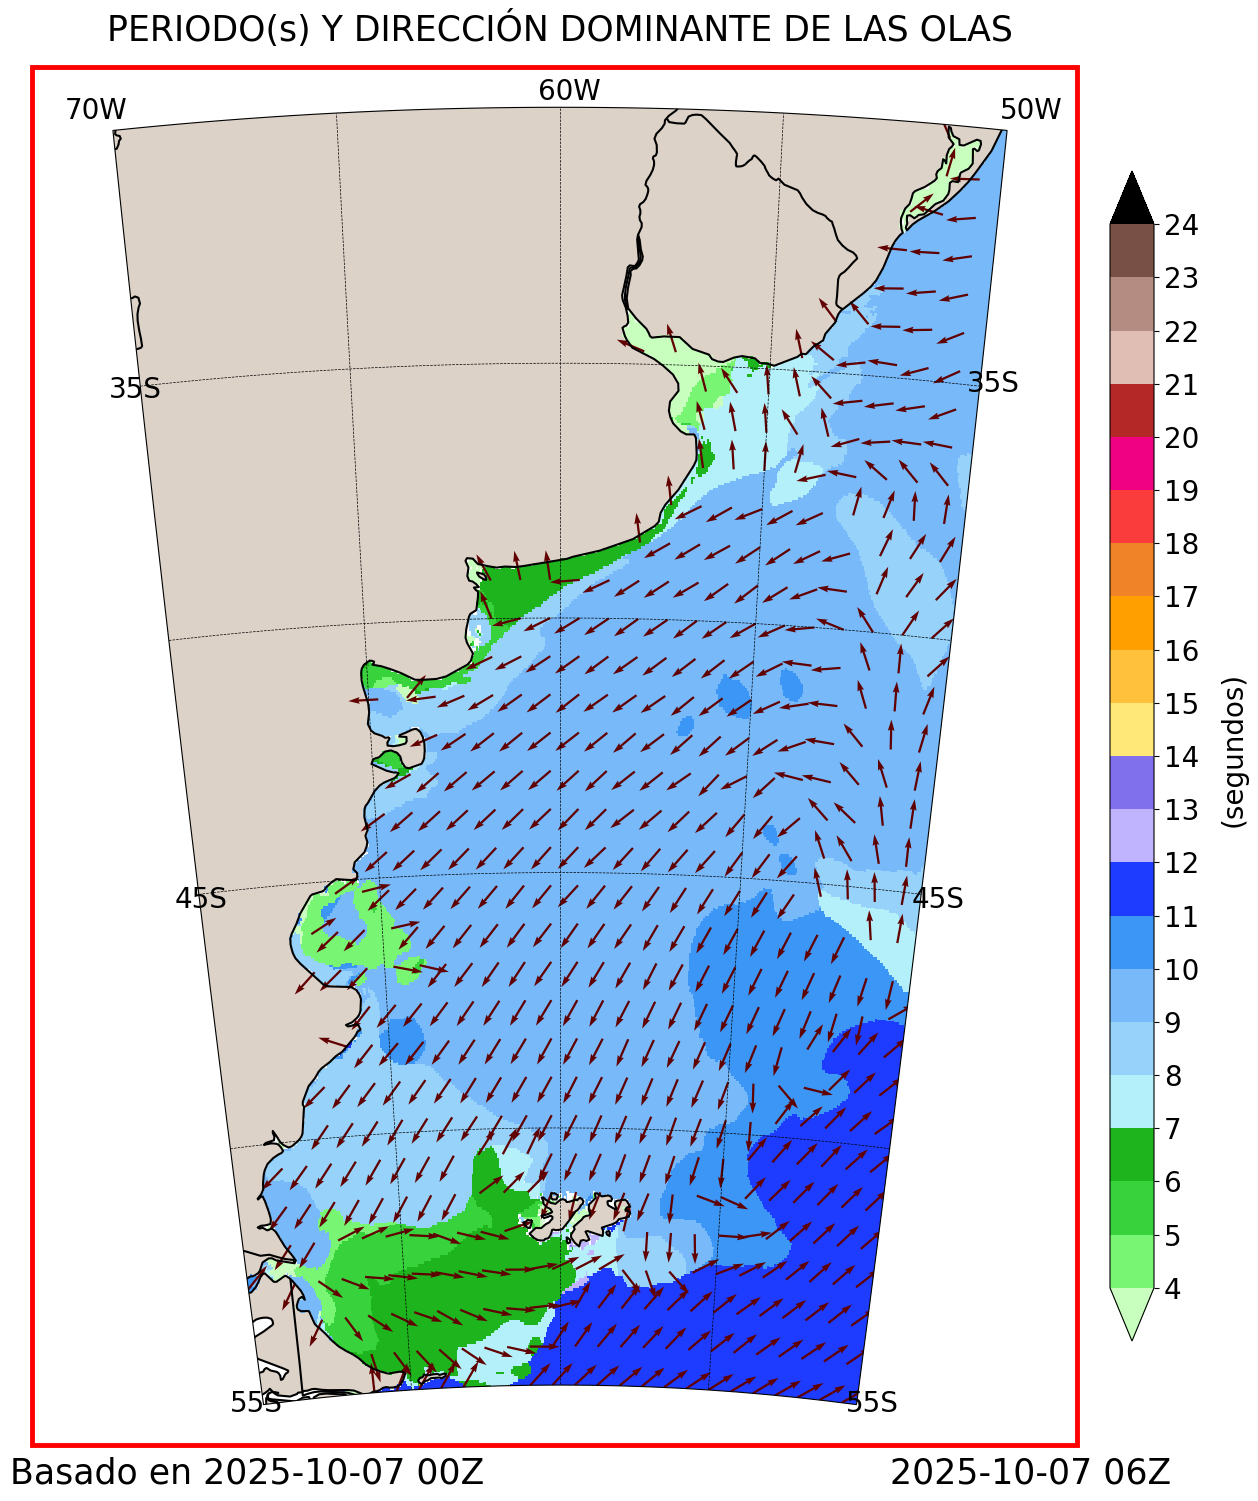 PERIODO(s) Y DIRECCIÓN DOMINANTE DE LAS OLAS
70W
60W
50W
35S
35S
45S
45S
55S
55S
24
23
22
21
20
19
18
17
16
15
14
13
12
11
10
9
8
7
6
5
4
(segundos)
Basado en 2025-10-07 00Z
2025-10-07 06Z